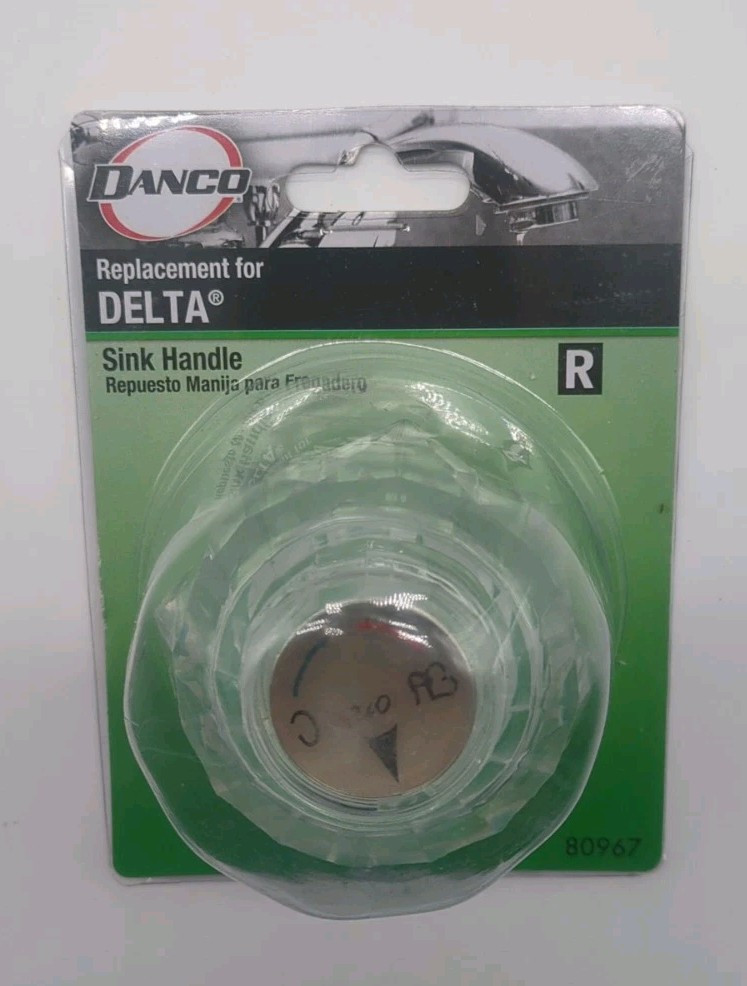 DANCO
Replacement for
DELTA®
Sink Handle
Repuesto Manija para Fregadero
R
80967